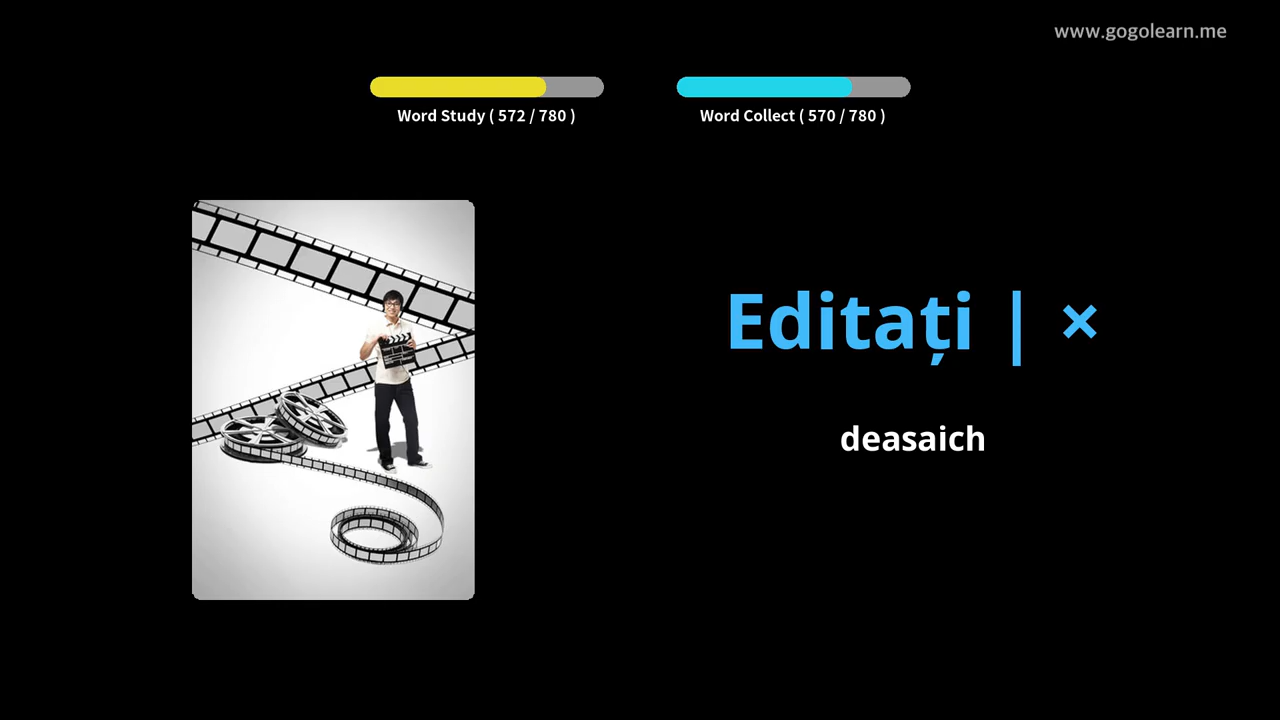 www.gogolearn.me
Word Study ( 572 / 780 )
Word Collect ( 570 / 780 )
Editați | ×
deasaich